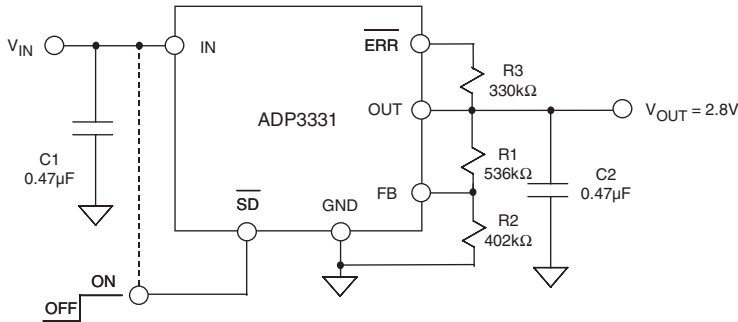 V_IN
IN
C1
0.47µF
ADP3331
SD
GND
ERR
OUT
FB
R3
330kΩ
R1
536kΩ
R2
402kΩ
C2
0.47µF
V_OUT = 2.8V
ON
OFF